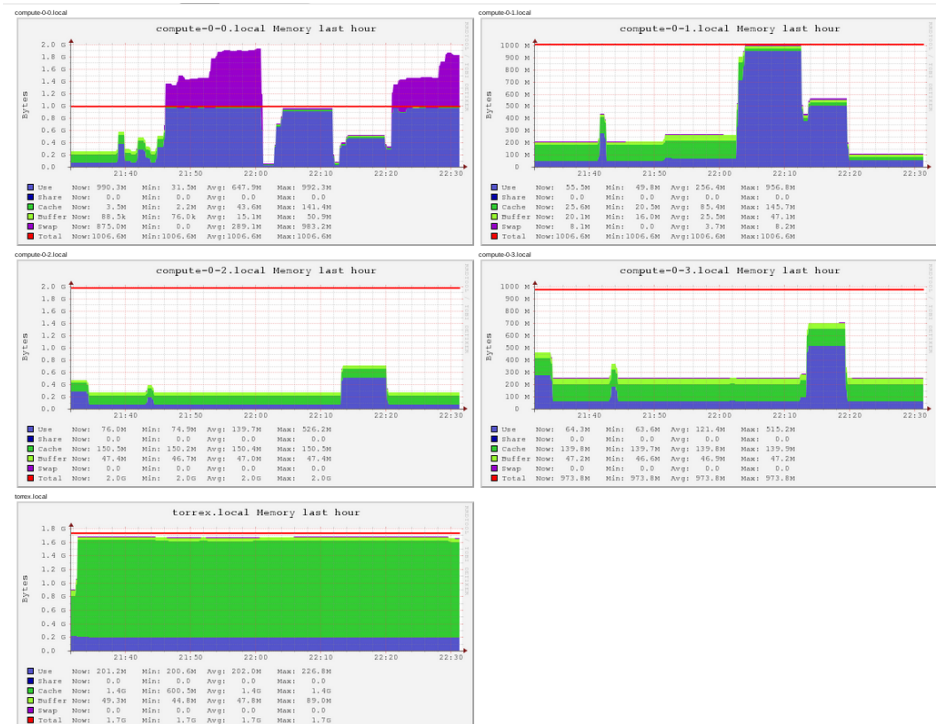 compute-0-0.local
compute-0-0.local Memory last hour
2.0 G
1.8 G
1.6 G
1.4 G
1.2 G
1.0 G
0.8 G
0.6 G
0.4 G
0.2 G
0.0
Bytes
21:40 21:50 22:00 22:10 22:20 22:30
Use Now: 990.3M Min: 31.5M Avg: 647.9M Max: 992.3M
Share Now: 0.0 Min: 0.0 Avg: 0.0 Max: 0.0
Cache Now: 3.5M Min: 2.2M Avg: 43.6M Max: 141.4M
Buffer Now: 88.5k Min: 76.0k Avg: 15.1M Max: 50.9M
Swap Now: 875.0M Min: 0.0 Avg: 289.1M Max: 983.2M
Total Now:1006.6M Min:1006.6M Avg:1006.6M Max:1006.6M
compute-0-1.local
compute-0-1.local Memory last hour
1000 M
900 M
800 M
700 M
600 M
500 M
400 M
300 M
200 M
100 M
0
Bytes
21:40 21:50 22:00 22:10 22:20 22:30
Use Now: 55.5M Min: 49.8M Avg: 256.4M Max: 956.8M
Share Now: 0.0 Min: 0.0 Avg: 0.0 Max: 0.0
Cache Now: 25.6M Min: 20.5M Avg: 85.4M Max: 145.7M
Buffer Now: 20.1M Min: 16.0M Avg: 25.5M Max: 47.1M
Swap Now: 8.1M Min: 0.0 Avg: 3.7M Max: 8.2M
Total Now:1006.6M Min:1006.6M Avg:1006.6M Max:1006.6M
compute-0-2.local
compute-0-2.local Memory last hour
2.0 G
1.8 G
1.6 G
1.4 G
1.2 G
1.0 G
0.8 G
0.6 G
0.4 G
0.2 G
0.0
Bytes
21:40 21:50 22:00 22:10 22:20 22:30
Use Now: 76.0M Min: 74.9M Avg: 139.7M Max: 526.2M
Share Now: 0.0 Min: 0.0 Avg: 0.0 Max: 0.0
Cache Now: 150.5M Min: 150.2M Avg: 150.4M Max: 150.5M
Buffer Now: 47.4M Min: 46.7M Avg: 47.0M Max: 47.4M
Swap Now: 0.0 Min: 0.0 Avg: 0.0 Max: 0.0
Total Now: 2.0G Min: 2.0G Avg: 2.0G Max: 2.0G
compute-0-3.local
compute-0-3.local Memory last hour
1000 M
900 M
800 M
700 M
600 M
500 M
400 M
300 M
200 M
100 M
0
Bytes
21:40 21:50 22:00 22:10 22:20 22:30
Use Now: 64.3M Min: 63.6M Avg: 121.4M Max: 515.2M
Share Now: 0.0 Min: 0.0 Avg: 0.0 Max: 0.0
Cache Now: 139.8M Min: 139.7M Avg: 139.8M Max: 139.9M
Buffer Now: 47.2M Min: 46.6M Avg: 46.9M Max: 47.2M
Swap Now: 0.0 Min: 0.0 Avg: 0.0 Max: 0.0
Total Now: 973.8M Min: 973.8M Avg: 973.8M Max: 973.8M
torrex.local
torrex.local Memory last hour
1.8 G
1.6 G
1.4 G
1.2 G
1.0 G
0.8 G
0.6 G
0.4 G
0.2 G
0.0
Bytes
21:40 21:50 22:00 22:10 22:20 22:30
Use Now: 201.2M Min: 200.6M Avg: 202.0M Max: 226.8M
Share Now: 0.0 Min: 0.0 Avg: 0.0 Max: 0.0
Cache Now: 1.4G Min: 600.5M Avg: 1.4G Max: 1.4G
Buffer Now: 49.3M Min: 44.8M Avg: 47.8M Max: 89.0M
Swap Now: 0.0 Min: 0.0 Avg: 0.0 Max: 0.0
Total Now: 1.7G Min: 1.7G Avg: 1.7G Max: 1.7G